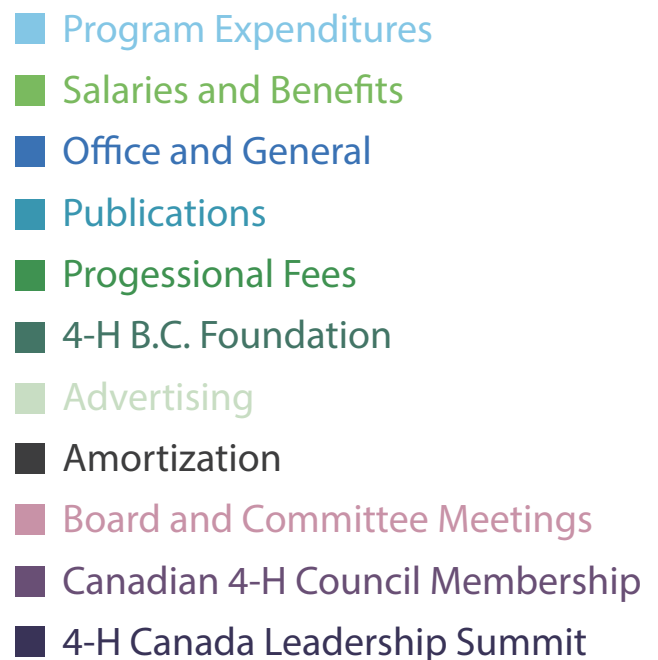 Program Expenditures
Salaries and Benefits
Office and General
Publications
Progessional Fees
4-H B.C. Foundation
Advertising
Amortization
Board and Committee Meetings
Canadian 4-H Council Membership
4-H Canada Leadership Summit